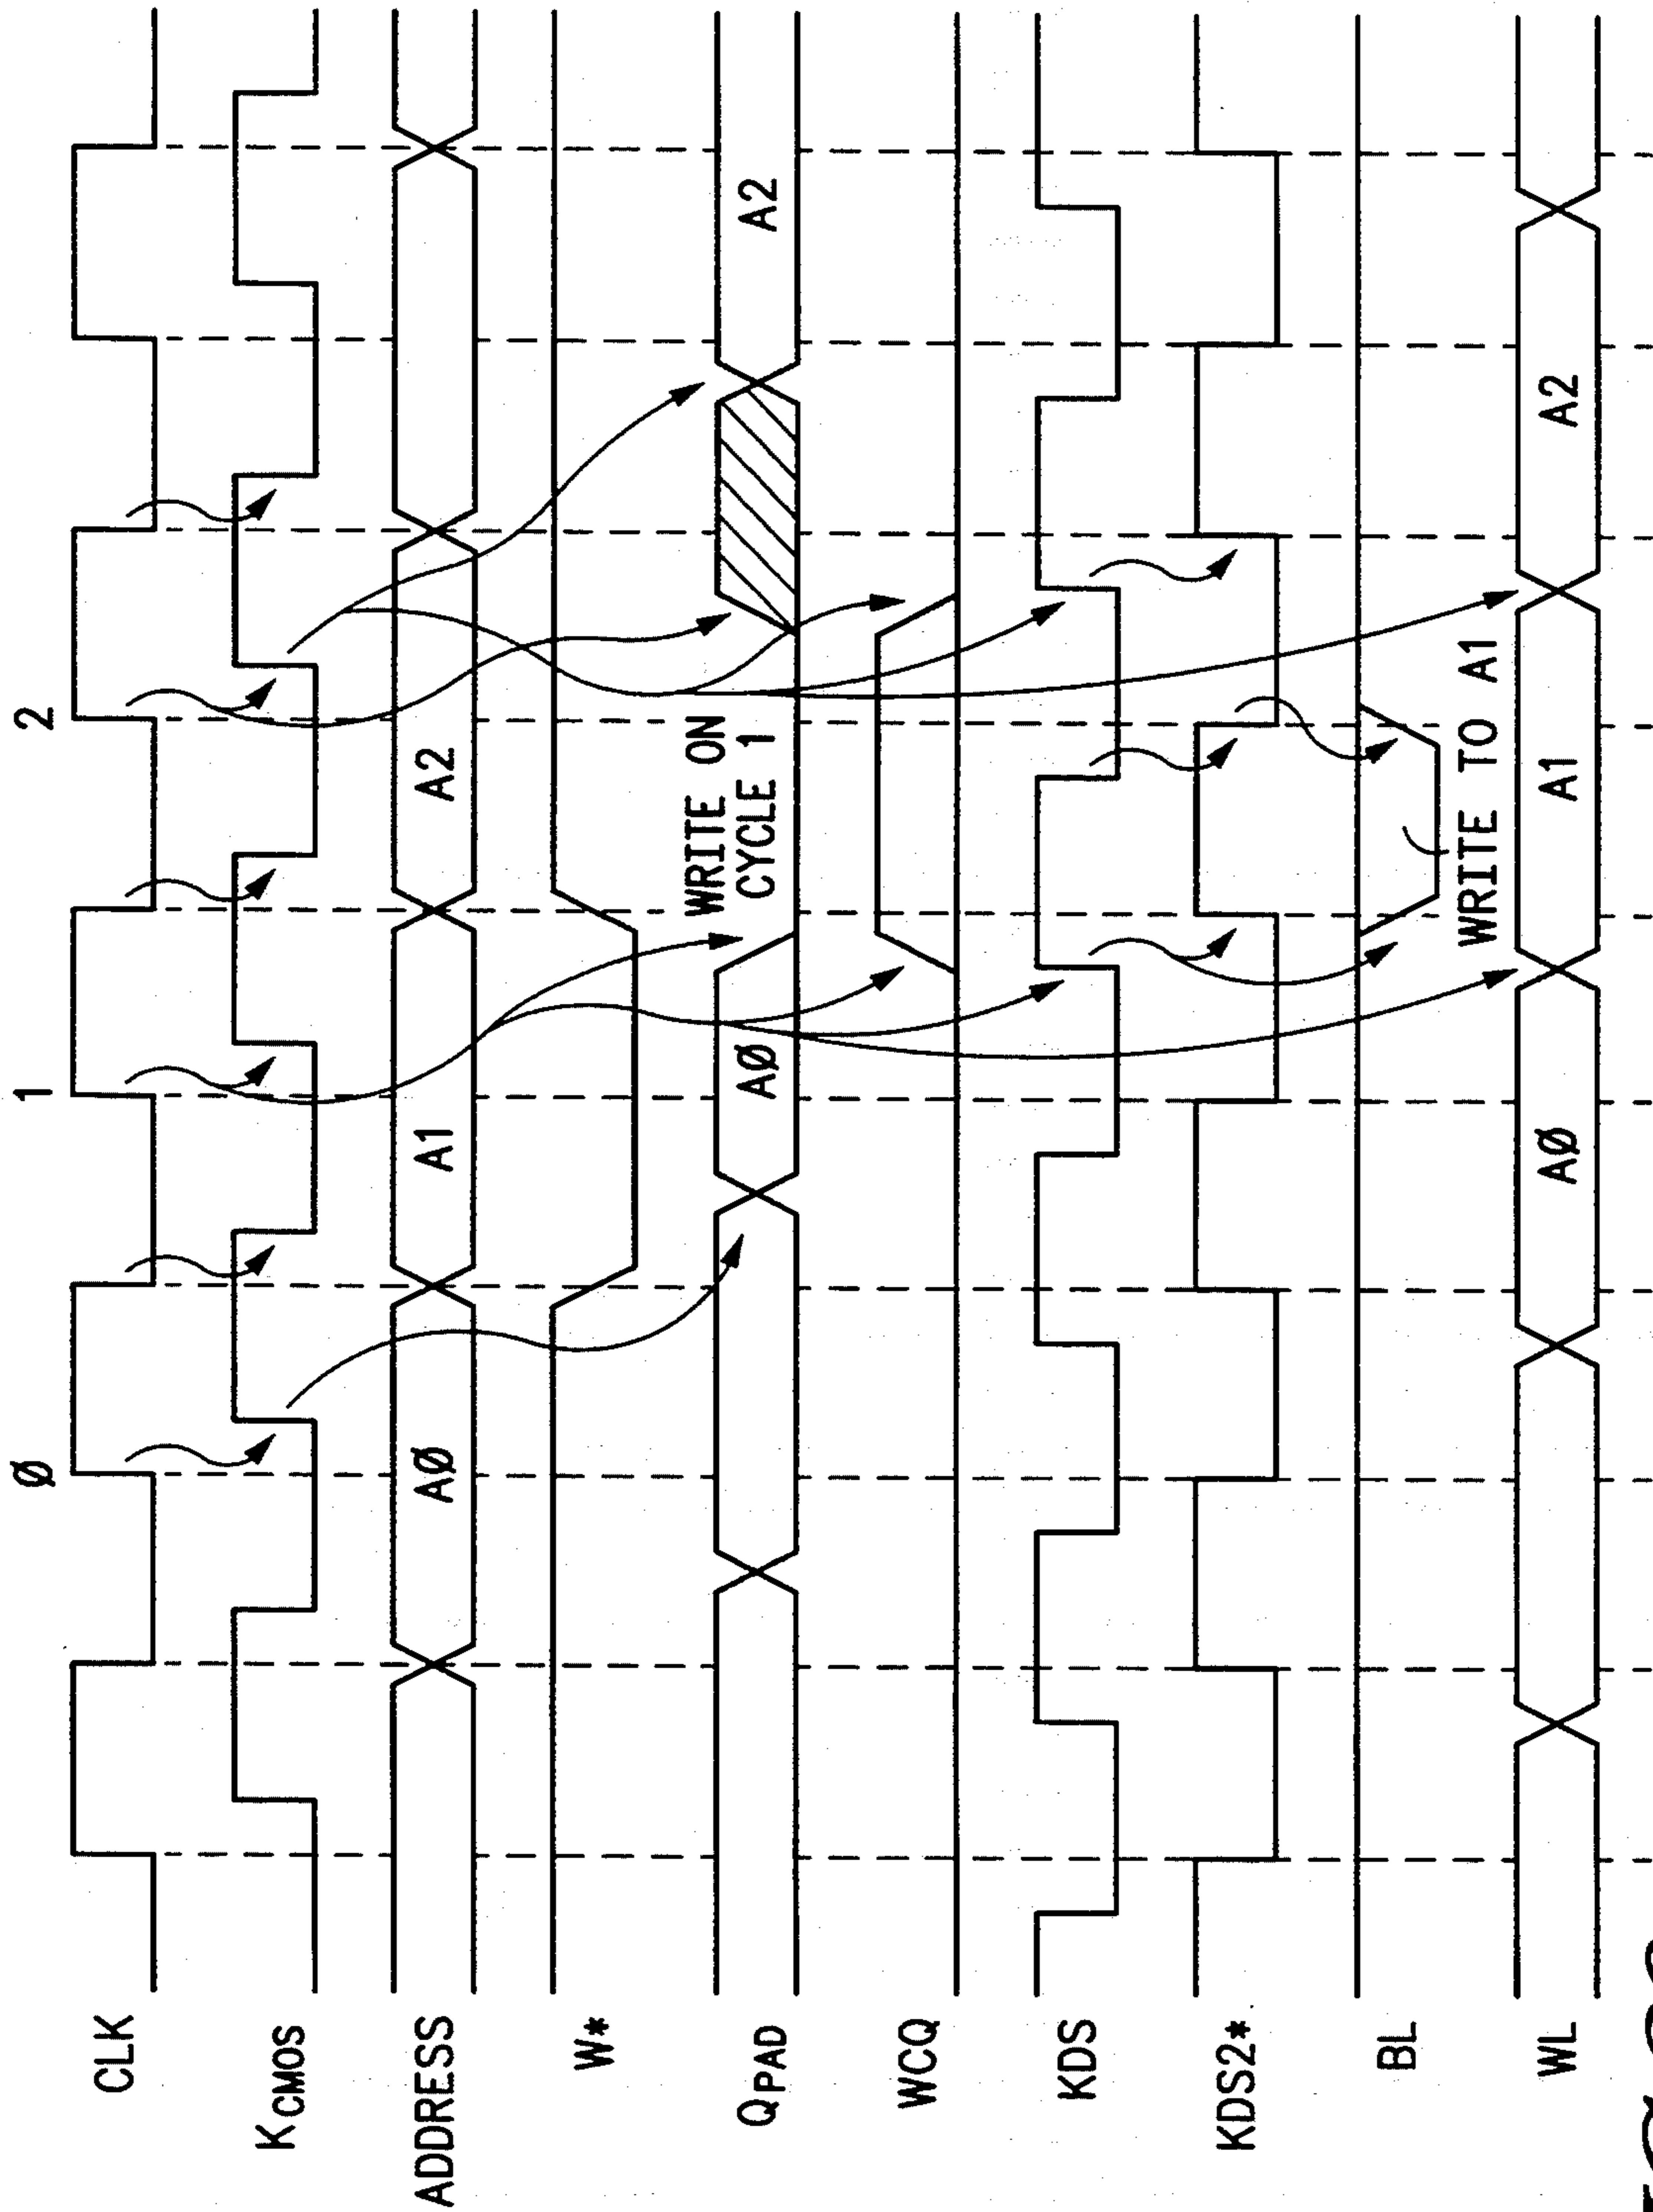 Ø 1 2
CLK
KCMOS
ADDRESS AØ A1 A2
W*
QPAD AØ WRITE ON
CYCLE 1 A2
WCQ
KDS
KDS2*
BL
WRITE TO A1
WL AØ A1 A2